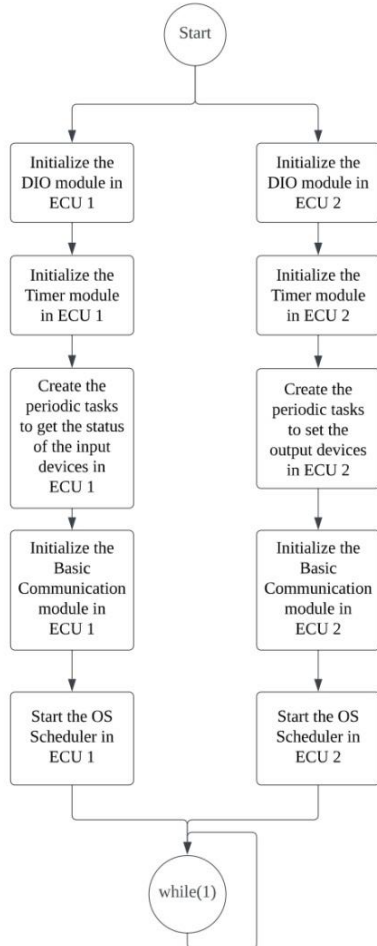 Start
Initialize the
DIO module in
ECU 1
Initialize the
DIO module in
ECU 2
Initialize the
Timer module
in ECU 1
Initialize the
Timer module
in ECU 2
Create the
periodic tasks
to get the status
of the input
devices in
ECU 1
Create the
periodic tasks
to set the
output devices
in ECU 2
Initialize the
Basic
Communication
module in
ECU 1
Initialize the
Basic
Communication
module in
ECU 2
Start the OS
Scheduler in
ECU 1
Start the OS
Scheduler in
ECU 2
while(1)